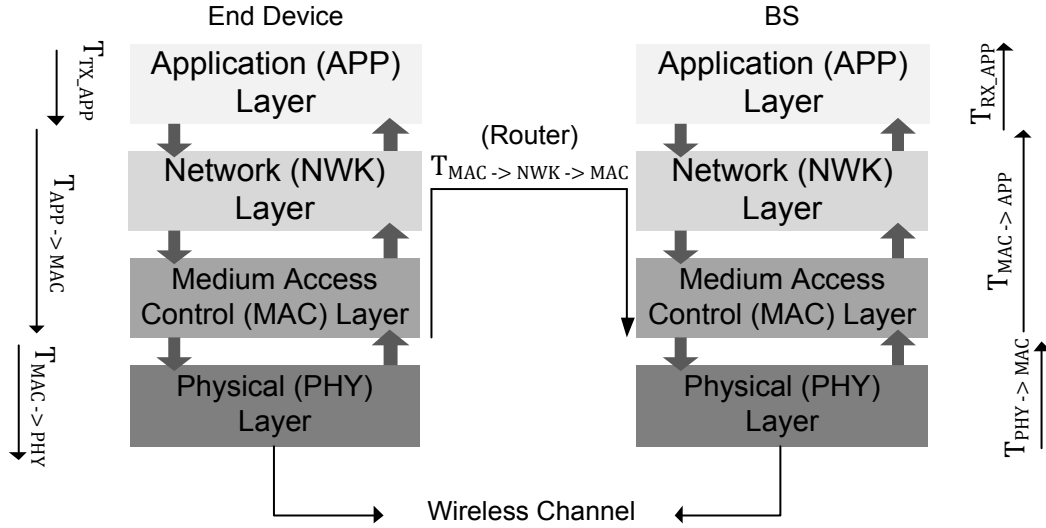 End Device
BS
T_TX_APP
Application (APP)
Layer
Application (APP)
Layer
T_RX_APP
(Router)
T_MAC -> NWK -> MAC
T_APP -> MAC
Network (NWK)
Layer
Network (NWK)
Layer
T_MAC -> APP
Medium Access
Control (MAC) Layer
Medium Access
Control (MAC) Layer
T_MAC -> PHY
Physical (PHY)
Layer
Physical (PHY)
Layer
T_PHY -> MAC
Wireless Channel